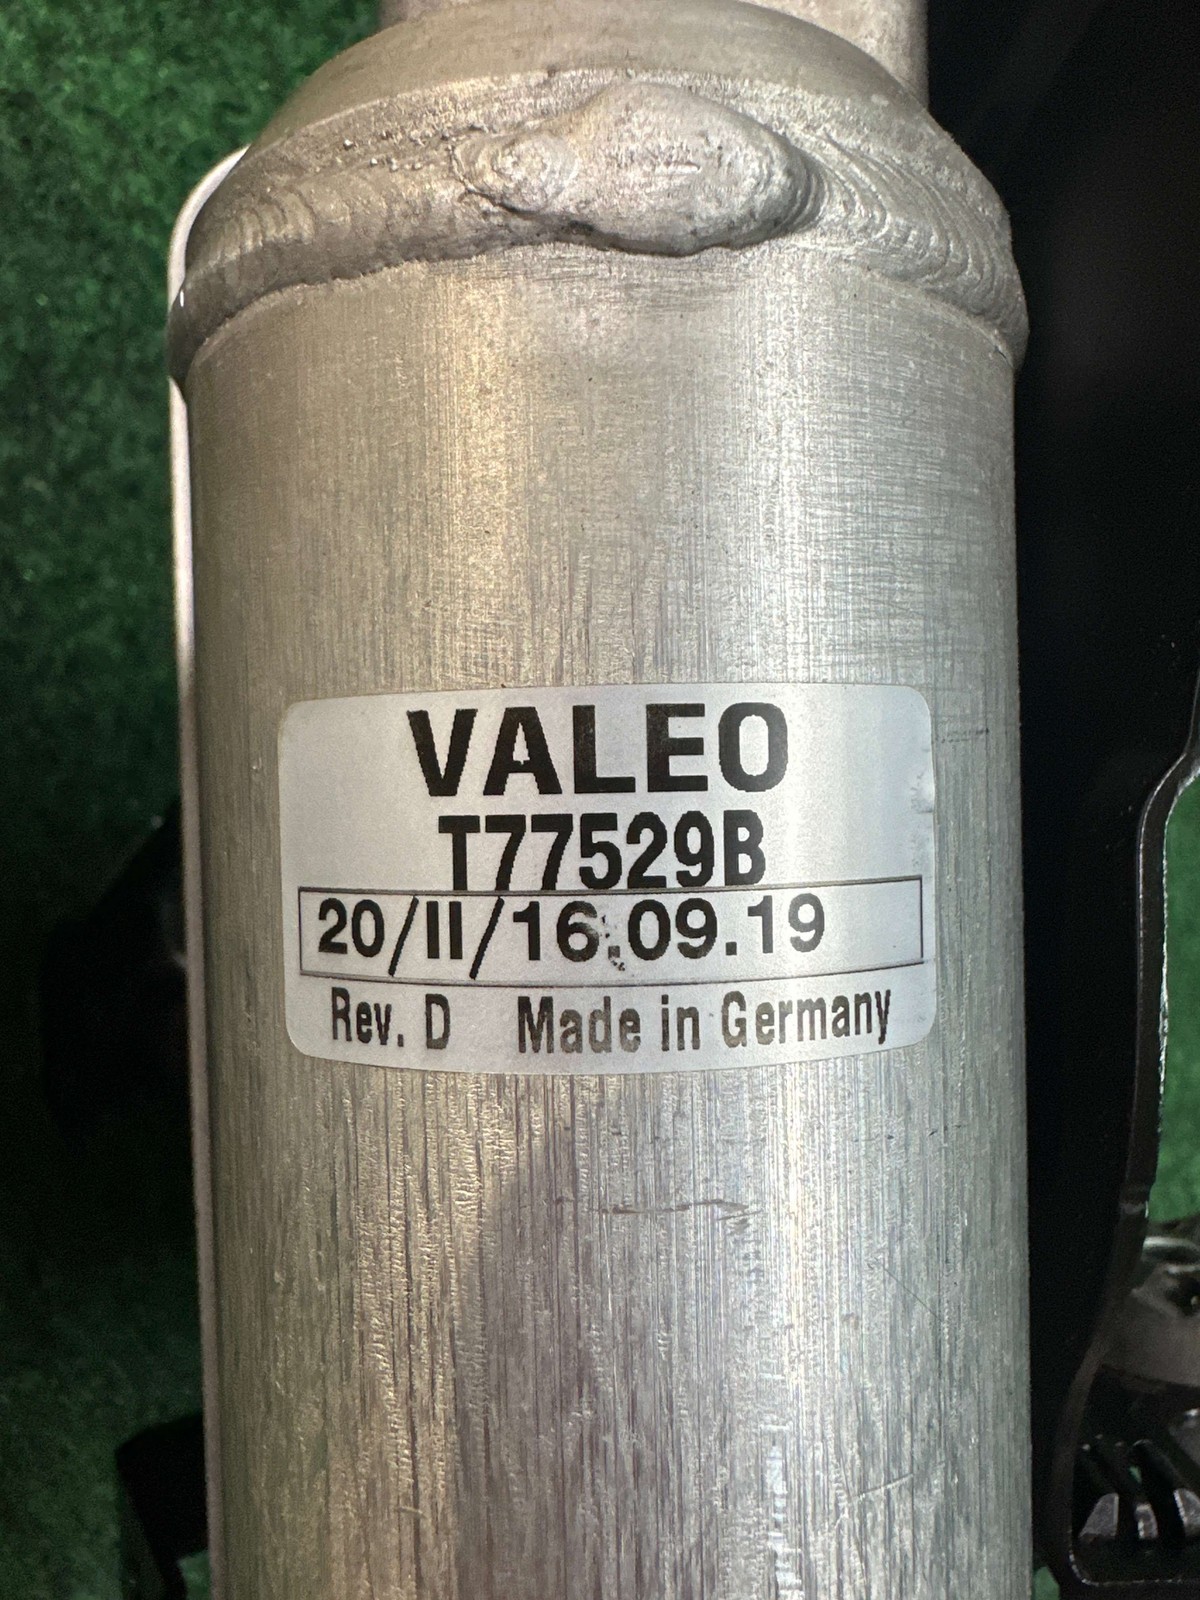 VALEO
T77529B
20/II/16.09.19
Rev. D Made in Germany